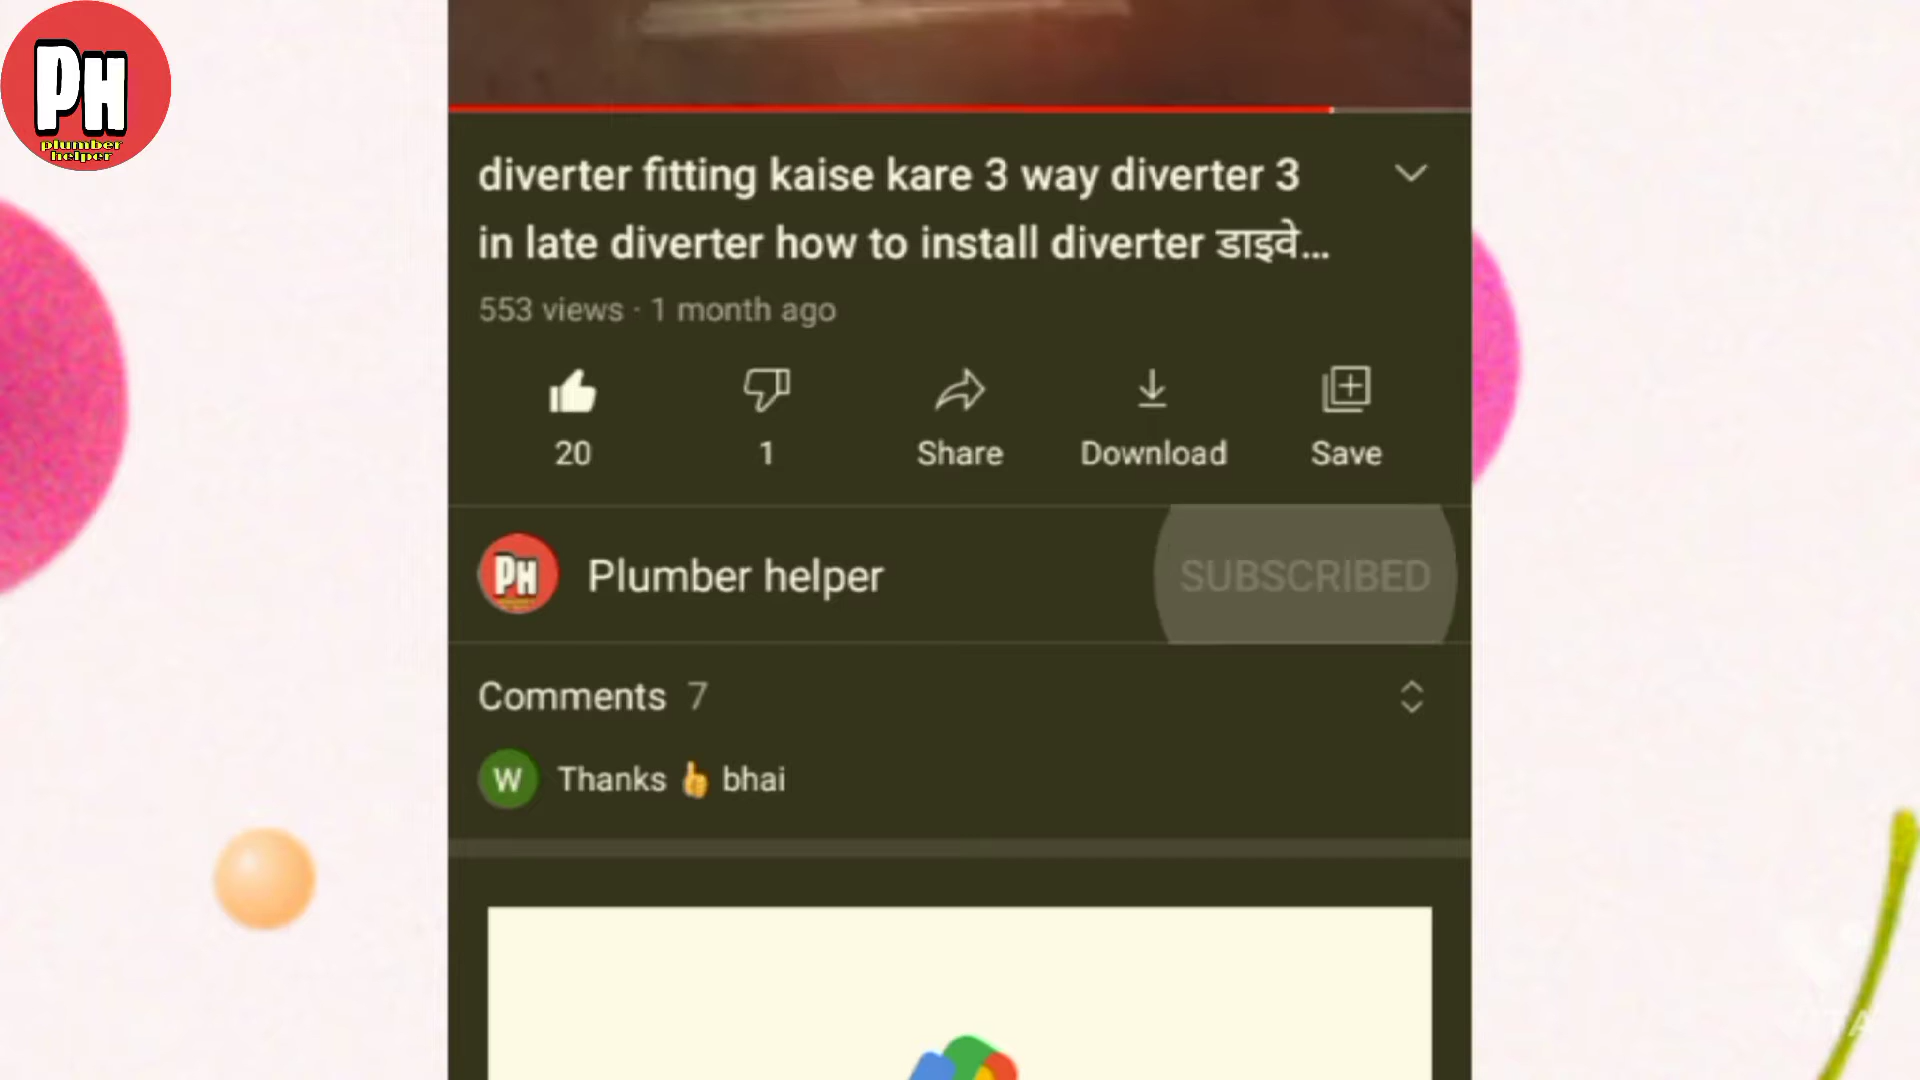 PH
plumber
helper
diverter fitting kaise kare 3 way diverter 3
in late diverter how to install diverter डाइवे...
553 views · 1 month ago
20
1
Share
Download
Save
PH
Plumber helper
SUBSCRIBED
Comments 7
W
Thanks 👍 bhai